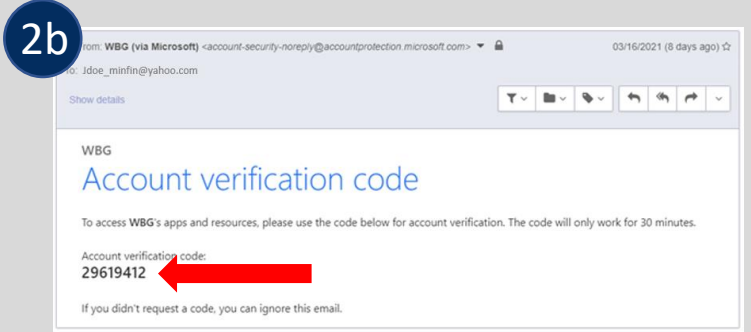 2b
rom: WBG (via Microsoft) <account-security-noreply@accountprotection.microsoft.com>
03/16/2021 (8 days ago)
o: Jdoe_minfin@yahoo.com
Show details
WBG
Account verification code
To access WBG's apps and resources, please use the code below for account verification. The code will only work for 30 minutes.
Account verification code:
29619412
If you didn't request a code, you can ignore this email.